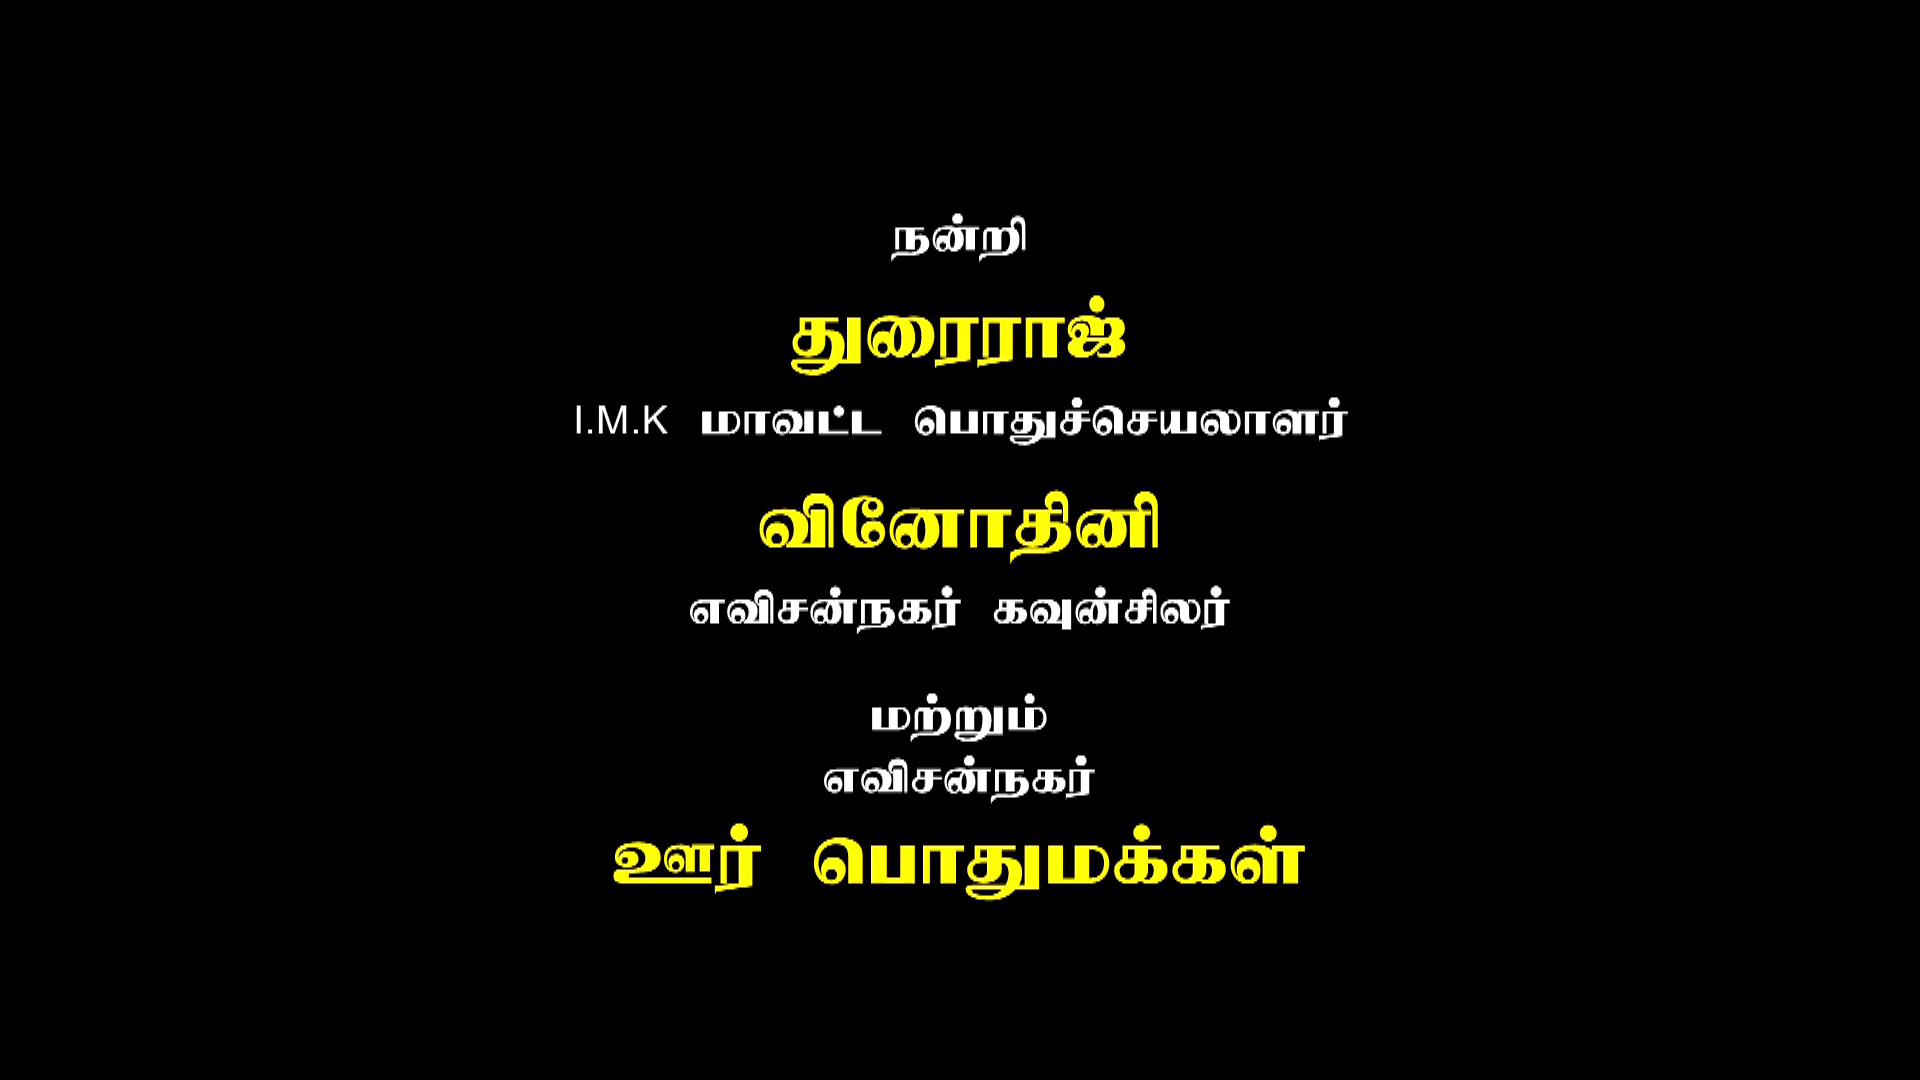 நன்றி
துரைராஜ்
I.M.K மாவட்ட பொதுச்செயலாளர்
வினோதினி
எவிசன்நகர் கவுன்சிலர்
மற்றும்
எவிசன்நகர்
ஊர் பொதுமக்கள்